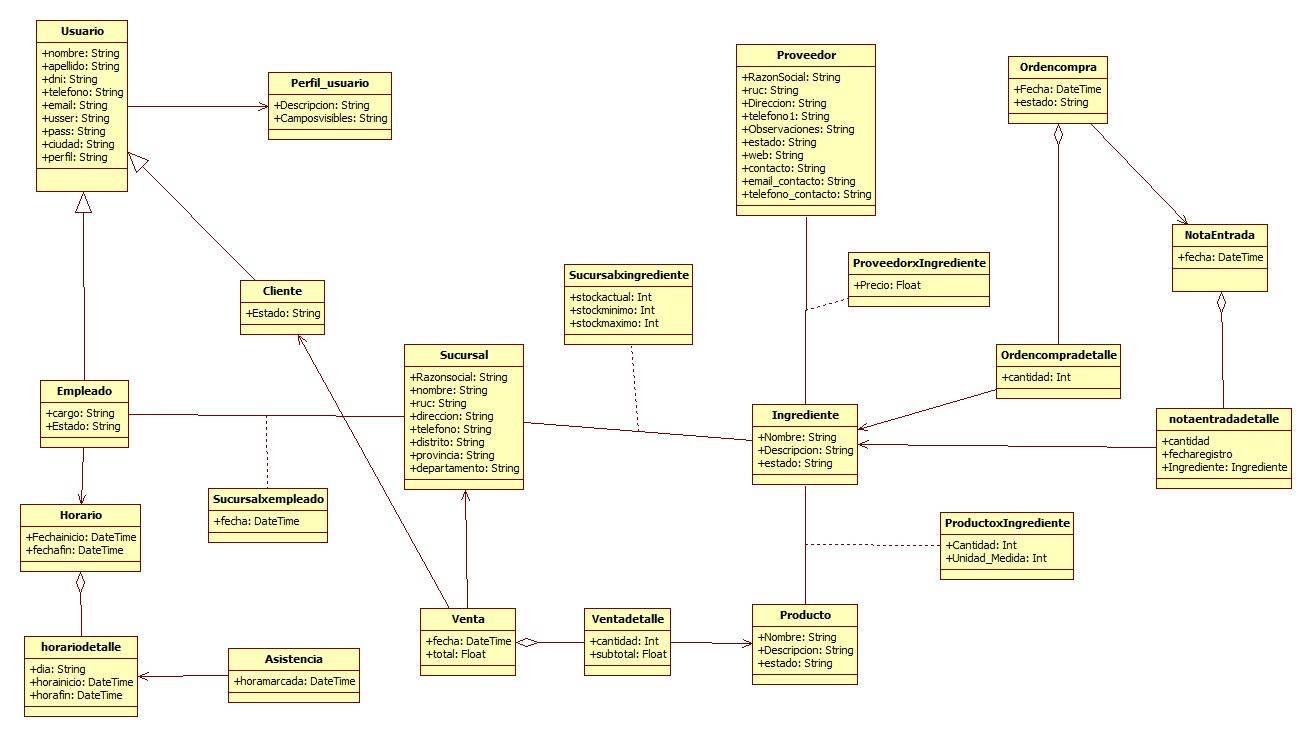 Usuario
+nombre: String
+apellido: String
+dni: String
+telefono: String
+email: String
+usser: String
+pass: String
+ciudad: String
+perfil: String
Perfil_usuario
+Descripcion: String
+Camposvisibles: String
Proveedor
+RazonSocial: String
+ruc: String
+Direccion: String
+telefono1: String
+Observaciones: String
+estado: String
+web: String
+contacto: String
+email_contacto: String
+telefono_contacto: String
Ordencompra
+Fecha: DateTime
+estado: String
NotaEntrada
+fecha: DateTime
Cliente
+Estado: String
Sucursalxingrediente
+stockactual: Int
+stockminimo: Int
+stockmaximo: Int
ProveedorxIngrediente
+Precio: Float
Empleado
+cargo: String
+Estado: String
Sucursal
+Razonsocial: String
+nombre: String
+ruc: String
+direccion: String
+telefono: String
+distrito: String
+provincia: String
+departamento: String
Ordencompradetalle
+cantidad: Int
Ingrediente
+Nombre: String
+Descripcion: String
+estado: String
notaentradadetalle
+cantidad
+fecharegistro
+Ingrediente: Ingrediente
Horario
+Fechainicio: DateTime
+fechafin: DateTime
Sucursalxempleado
+fecha: DateTime
ProductoxIngrediente
+Cantidad: Int
+Unidad_Medida: Int
horariodetalle
+dia: String
+horainicio: DateTime
+horafin: DateTime
Asistencia
+horamarcada: DateTime
Venta
+fecha: DateTime
+total: Float
Ventadetalle
+cantidad: Int
+subtotal: Float
Producto
+Nombre: String
+Descripcion: String
+estado: String